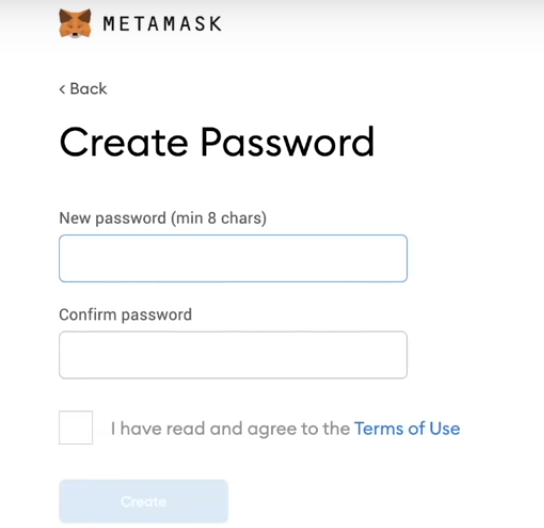 METAMASK
< Back
Create Password
New password (min 8 chars)
Confirm password
I have read and agree to the Terms of Use
Create